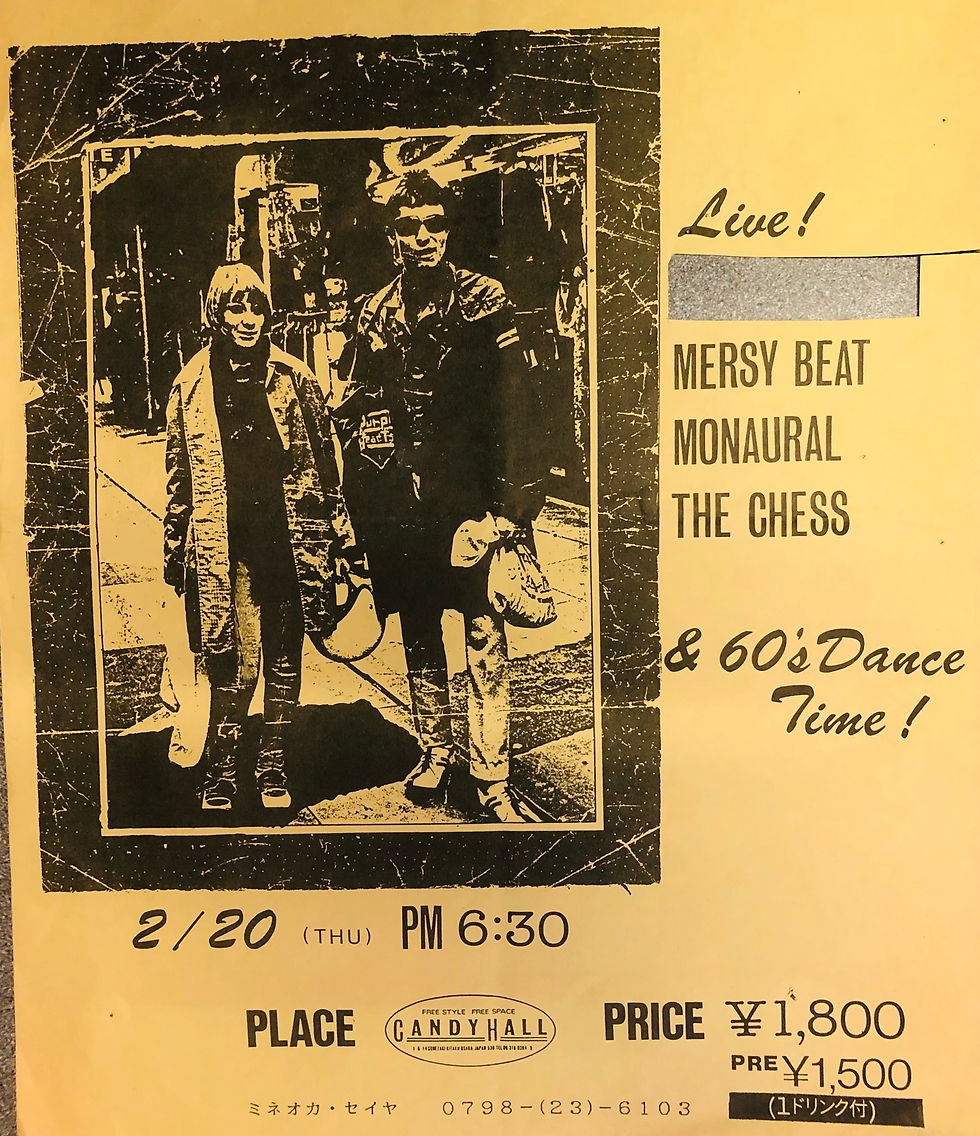 Live!
MERSY BEAT
MONAURAL
THE CHESS
& 60's Dance
Time!
2/20 (THU) PM 6:30
PLACE
FREE STYLE FREE SPACE
CANDY HALL
PRICE ¥1,800
PRE ¥1,500
(1ドリンク付)
ミネオカ・セイヤ 0798-(23)-6103